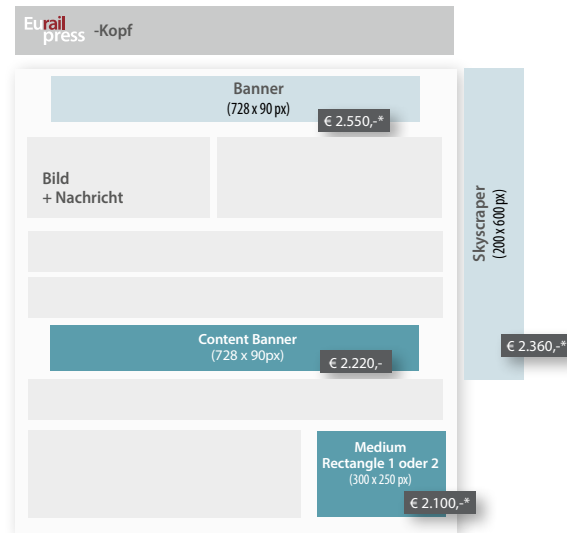 Eurailpress -Kopf
Banner
(728 x 90 px)
€ 2.550,-*
Bild
+ Nachricht
Skyscraper
(200 x 600 px)
€ 2.360,-*
Content Banner
(728 x 90px)
€ 2.220,-
Medium
Rectangle 1 oder 2
(300 x 250 px)
€ 2.100,-*